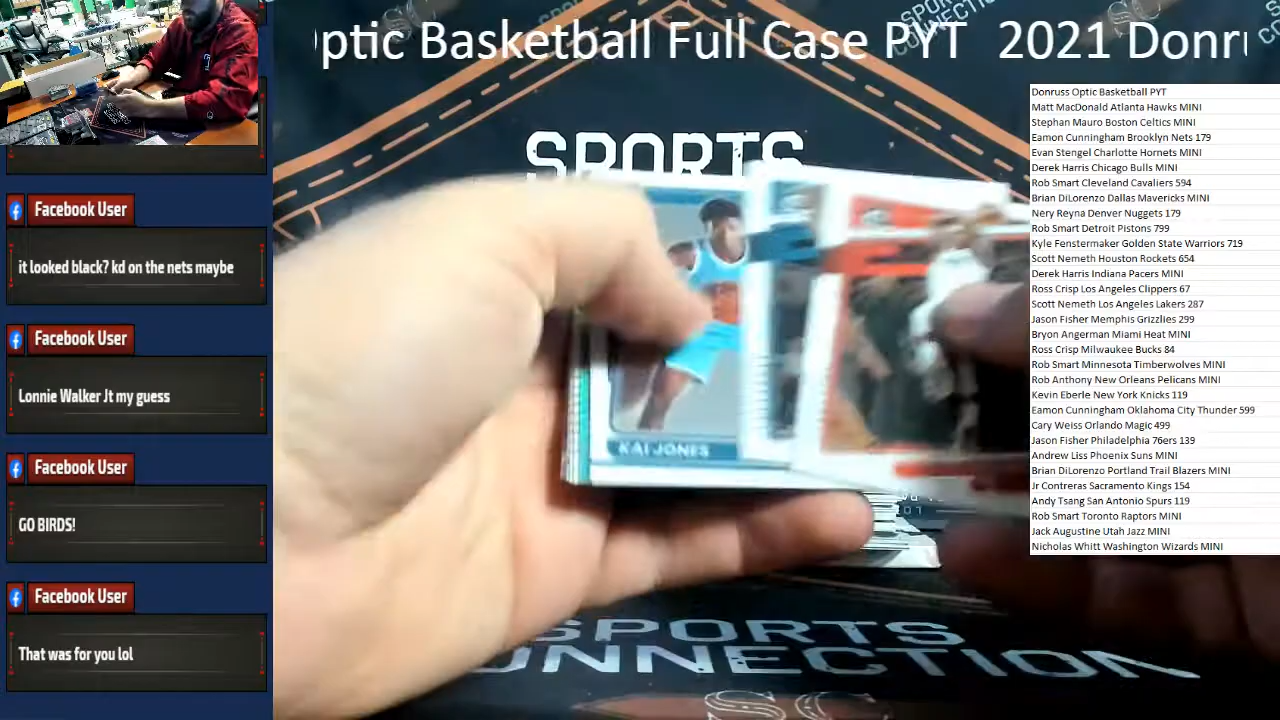 ptic Basketball Full Case PYT 2021 Donru
SPORTS
CONNECTION
Facebook User
it looked black? kd on the nets maybe
Facebook User
Lonnie Walker Jt my guess
Facebook User
GO BIRDS!
Facebook User
That was for you lol
KAI JONES
SPORTS
ONNECTION
SC
Donruss Optic Basketball PYT
Matt MacDonald Atlanta Hawks MINI
Stephan Mauro Boston Celtics MINI
Eamon Cunningham Brooklyn Nets 179
Evan Stengel Charlotte Hornets MINI
Derek Harris Chicago Bulls MINI
Rob Smart Cleveland Cavaliers 594
Brian DiLorenzo Dallas Mavericks MINI
Nery Reyna Denver Nuggets 179
Rob Smart Detroit Pistons 799
Kyle Fenstermaker Golden State Warriors 719
Scott Nemeth Houston Rockets 654
Derek Harris Indiana Pacers MINI
Ross Crisp Los Angeles Clippers 67
Scott Nemeth Los Angeles Lakers 287
Jason Fisher Memphis Grizzlies 299
Bryon Angerman Miami Heat MINI
Ross Crisp Milwaukee Bucks 84
Rob Smart Minnesota Timberwolves MINI
Rob Anthony New Orleans Pelicans MINI
Kevin Eberle New York Knicks 119
Eamon Cunningham Oklahoma City Thunder 599
Cary Weiss Orlando Magic 499
Jason Fisher Philadelphia 76ers 139
Andrew Liss Phoenix Suns MINI
Brian DiLorenzo Portland Trail Blazers MINI
Jr Contreras Sacramento Kings 154
Andy Tsang San Antonio Spurs 119
Rob Smart Toronto Raptors MINI
Jack Augustine Utah Jazz MINI
Nicholas Whitt Washington Wizards MINI